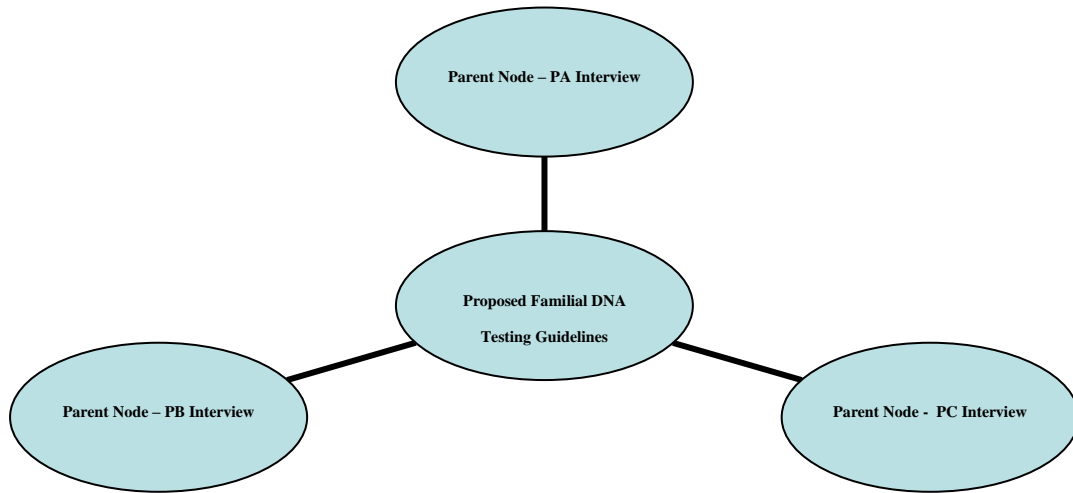 Parent Node – PA Interview
Proposed Familial DNA
Testing Guidelines
Parent Node – PB Interview
Parent Node - PC Interview